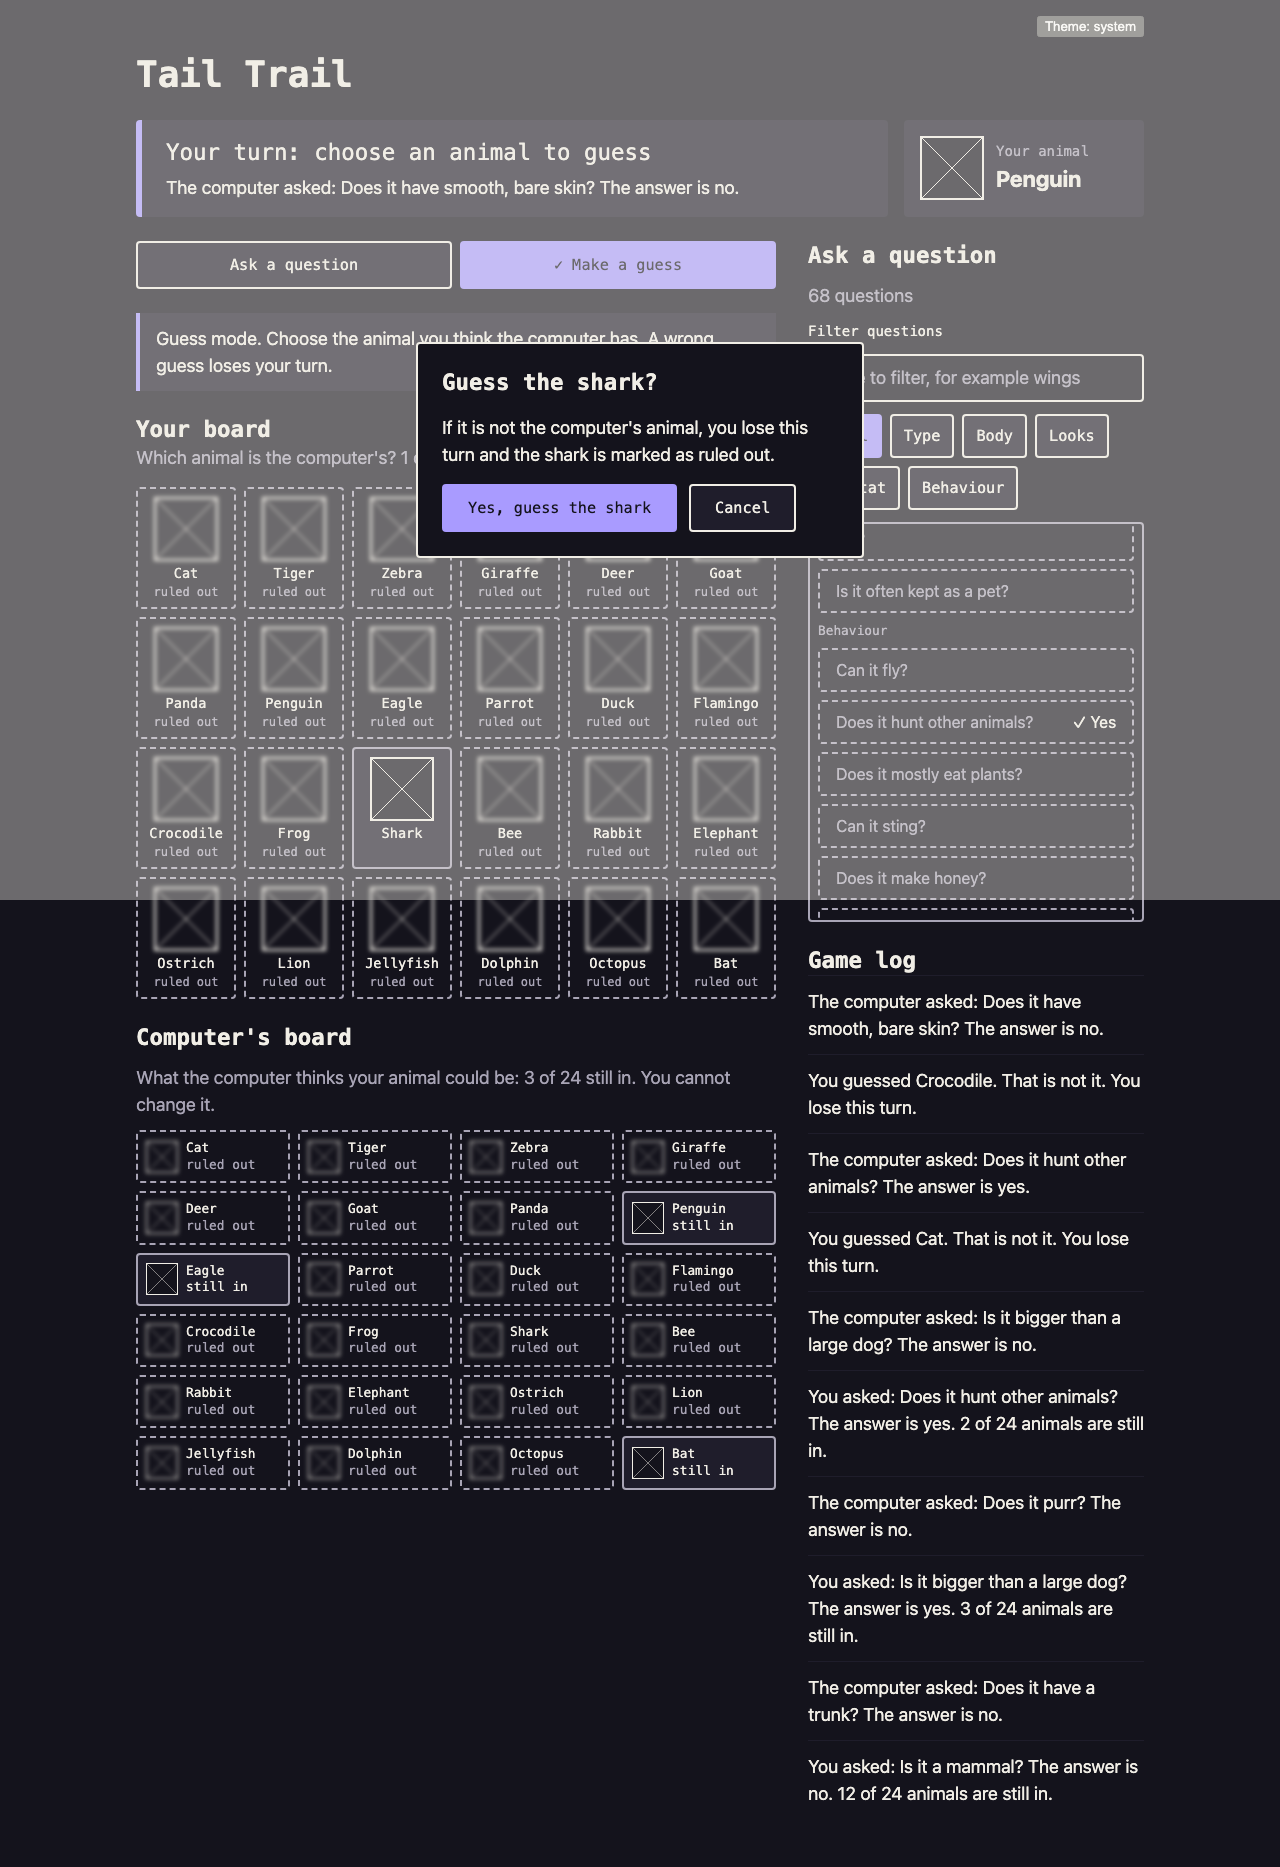 Theme: system
Tail Trail
Your turn: choose an animal to guess
The computer asked: Does it have smooth, bare skin? The answer is no.
Your animal
Penguin
Ask a question
✓ Make a guess
Guess mode. Choose the animal you think the computer has. A wrong
guess loses your turn.
Guess the shark?
If it is not the computer's animal, you lose this
turn and the shark is marked as ruled out.
Yes, guess the shark
Cancel
Your board
Which animal is the computer's? 1
Cat
ruled out
Tiger
ruled out
Zebra
ruled out
Giraffe
ruled out
Deer
ruled out
Goat
ruled out
Panda
ruled out
Penguin
ruled out
Eagle
ruled out
Parrot
ruled out
Duck
ruled out
Flamingo
ruled out
Crocodile
ruled out
Frog
ruled out
Shark
Bee
ruled out
Rabbit
ruled out
Elephant
ruled out
Ostrich
ruled out
Lion
ruled out
Jellyfish
ruled out
Dolphin
ruled out
Octopus
ruled out
Bat
ruled out
Computer's board
What the computer thinks your animal could be: 3 of 24 still in. You cannot
change it.
Cat
ruled out
Tiger
ruled out
Zebra
ruled out
Giraffe
ruled out
Deer
ruled out
Goat
ruled out
Panda
ruled out
Penguin
still in
Eagle
still in
Parrot
ruled out
Duck
ruled out
Flamingo
ruled out
Crocodile
ruled out
Frog
ruled out
Shark
ruled out
Bee
ruled out
Rabbit
ruled out
Elephant
ruled out
Ostrich
ruled out
Lion
ruled out
Jellyfish
ruled out
Dolphin
ruled out
Octopus
ruled out
Bat
still in
Ask a question
68 questions
Filter questions
to filter, for example wings
Type
Body
Looks
Behaviour
Is it often kept as a pet?
Behaviour
Can it fly?
Does it hunt other animals?
✓ Yes
Does it mostly eat plants?
Can it sting?
Does it make honey?
Game log
The computer asked: Does it have
smooth, bare skin? The answer is no.
You guessed Crocodile. That is not it. You
lose this turn.
The computer asked: Does it hunt other
animals? The answer is yes.
You guessed Cat. That is not it. You lose
this turn.
The computer asked: Is it bigger than a
large dog? The answer is no.
You asked: Does it hunt other animals?
The answer is yes. 2 of 24 animals are still
in.
The computer asked: Does it purr? The
answer is no.
You asked: Is it bigger than a large dog?
The answer is yes. 3 of 24 animals are
still in.
The computer asked: Does it have a
trunk? The answer is no.
You asked: Is it a mammal? The answer is
no. 12 of 24 animals are still in.